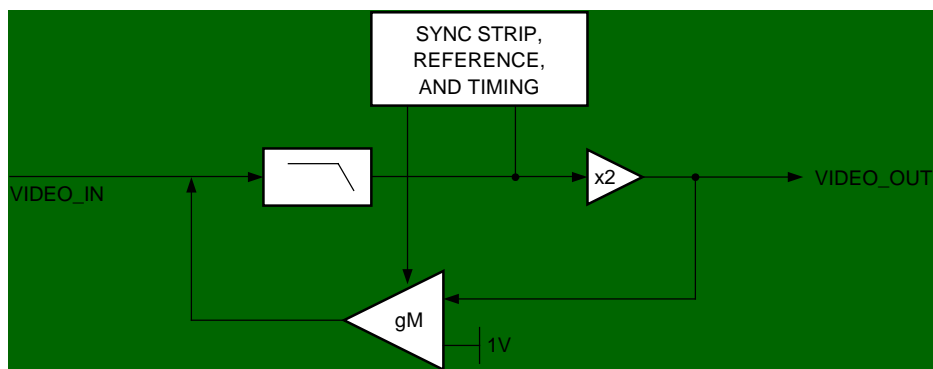 SYNC STRIP,
REFERENCE,
AND TIMING
VIDEO_IN
x2
VIDEO_OUT
gM
1V